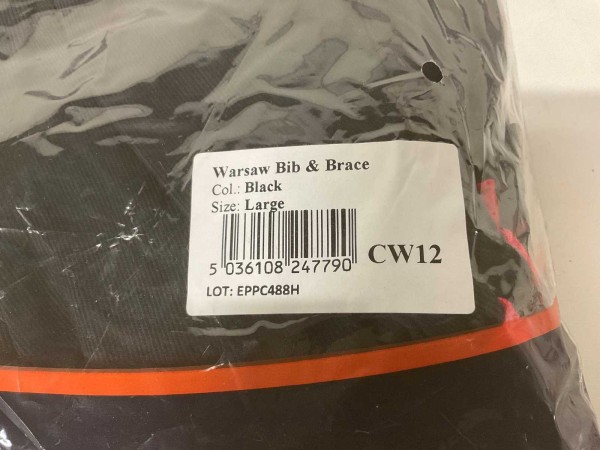 Warsaw Bib & Brace
Col.: Black
Size: Large
5 036108 247790
CW12
LOT: EPPC488H